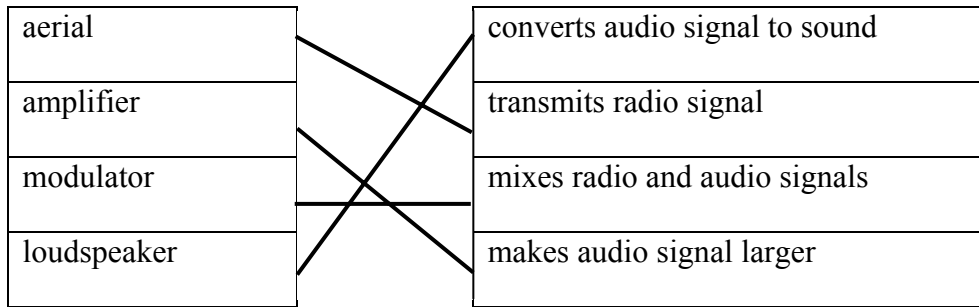 aerial
converts audio signal to sound
amplifier
transmits radio signal
modulator
mixes radio and audio signals
loudspeaker
makes audio signal larger